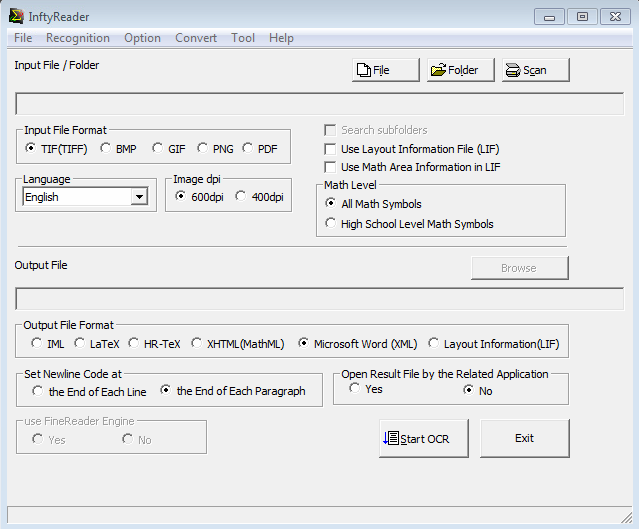 InftyReader
File Recognition Option Convert Tool Help
Input File / Folder File Folder Scan
Input File Format
TIF(TIFF) BMP GIF PNG PDF
Search subfolders
Use Layout Information File (LIF)
Use Math Area Information in LIF
Language
English
Image dpi
600dpi 400dpi
Math Level
All Math Symbols
High School Level Math Symbols
Output File Browse
Output File Format
IML LaTeX HR-TeX XHTML(MathML) Microsoft Word (XML) Layout Information(LIF)
Set Newline Code at
the End of Each Line the End of Each Paragraph
Open Result File by the Related Application
Yes No
use FineReader Engine
Yes No
Start OCR Exit